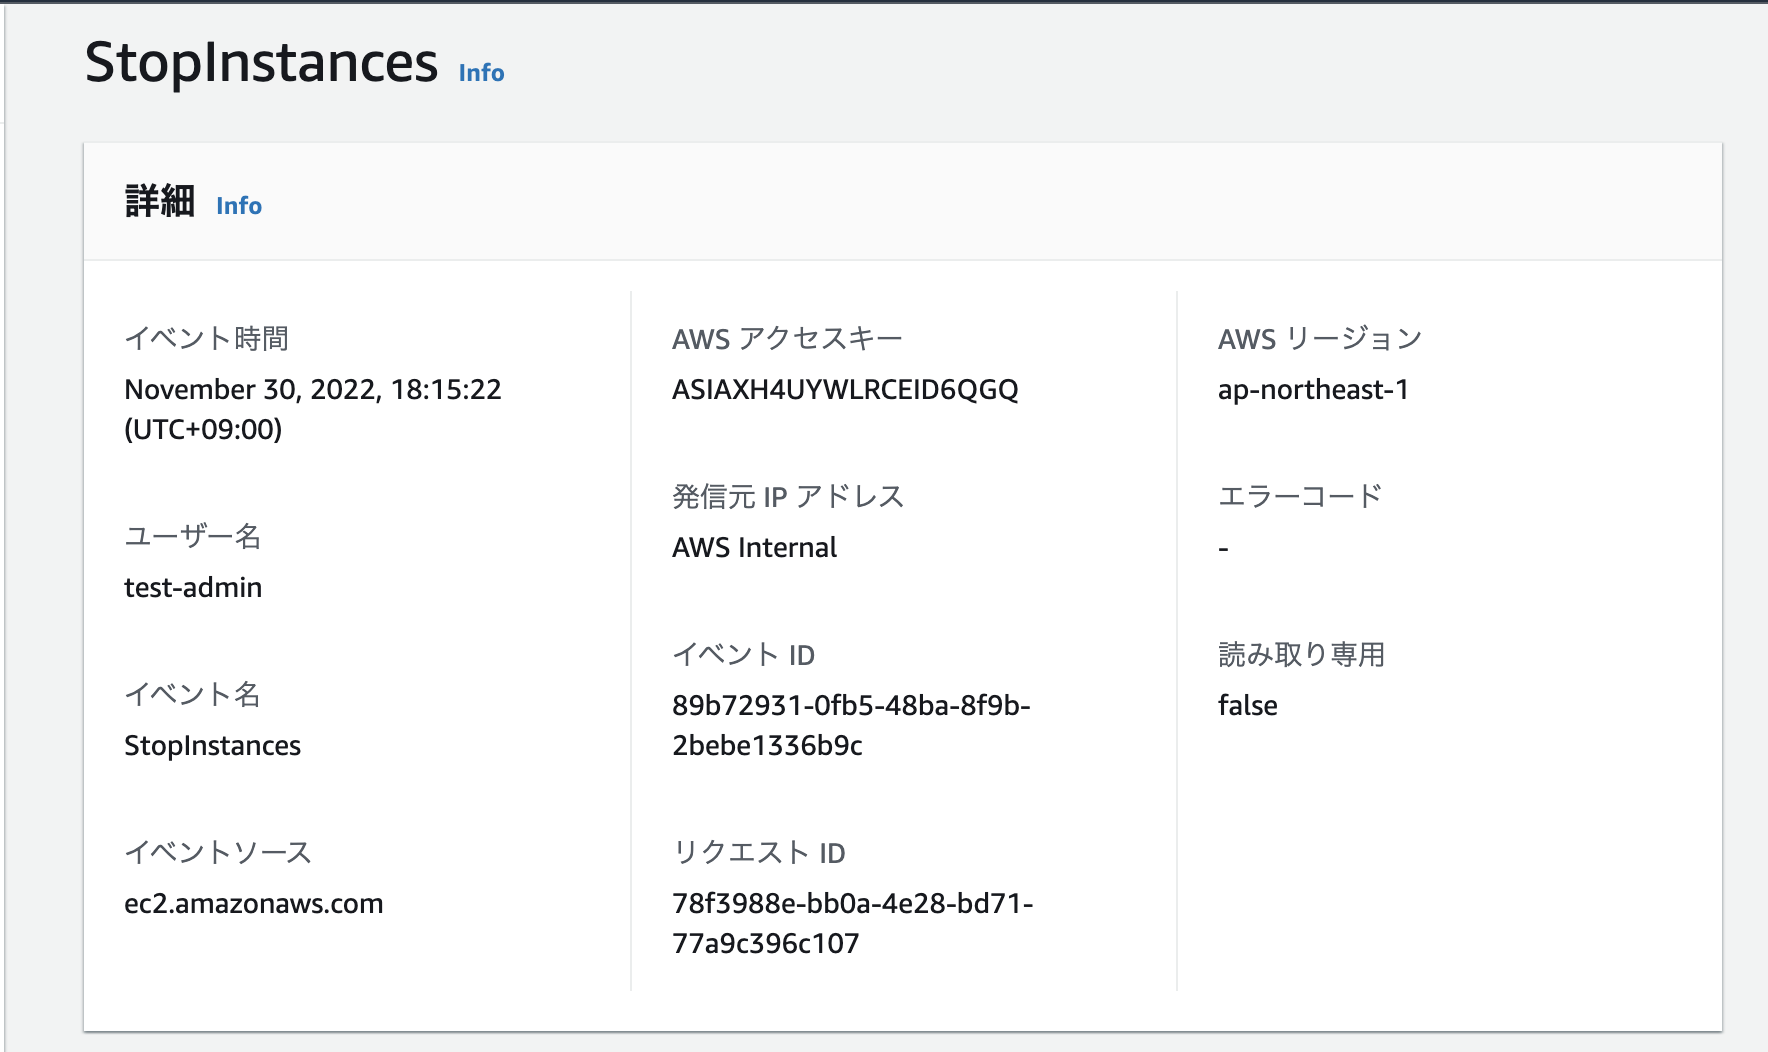 StopInstances Info
詳細 Info
イベント時間
November 30, 2022, 18:15:22
(UTC+09:00)
ユーザー名
test-admin
イベント名
StopInstances
イベントソース
ec2.amazonaws.com
AWS アクセスキー
ASIAXH4UYWLRCEID6QGQ
発信元 IP アドレス
AWS Internal
イベント ID
89b72931-0fb5-48ba-8f9b-
2bebe1336b9c
リクエスト ID
78f3988e-bb0a-4e28-bd71-
77a9c396c107
AWS リージョン
ap-northeast-1
エラーコード
-
読み取り専用
false